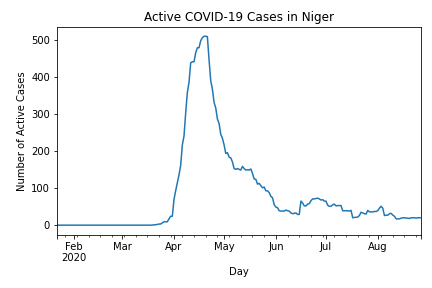 Active COVID-19 Cases in Niger
Number of Active Cases
500
400
300
200
100
0
Feb Mar Apr May Jun Jul Aug
2020
Day